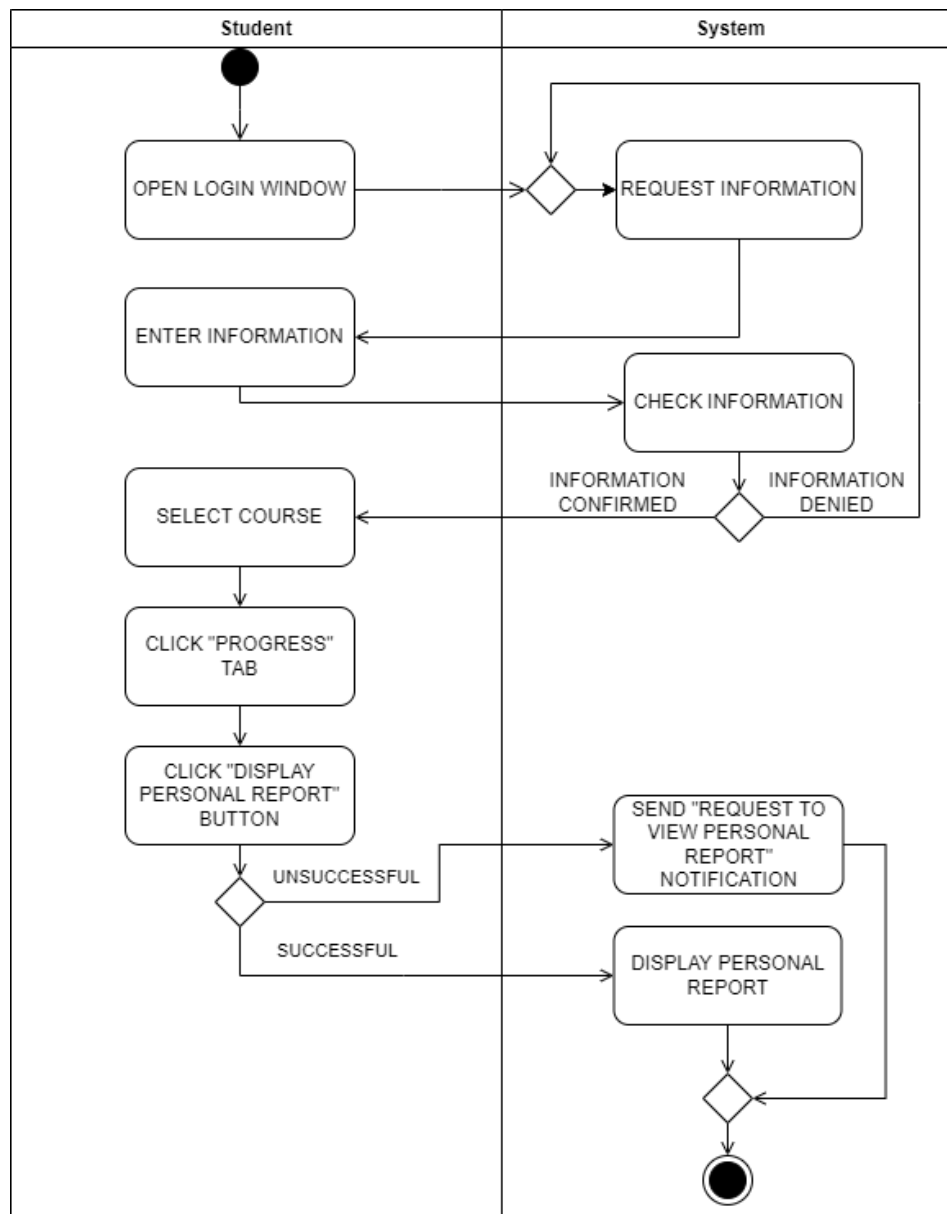 Student
System
OPEN LOGIN WINDOW
REQUEST INFORMATION
ENTER INFORMATION
CHECK INFORMATION
INFORMATION
CONFIRMED
INFORMATION
DENIED
SELECT COURSE
CLICK "PROGRESS"
TAB
CLICK "DISPLAY
PERSONAL REPORT"
BUTTON
SEND "REQUEST TO
VIEW PERSONAL
REPORT"
NOTIFICATION
UNSUCCESSFUL
SUCCESSFUL
DISPLAY PERSONAL
REPORT